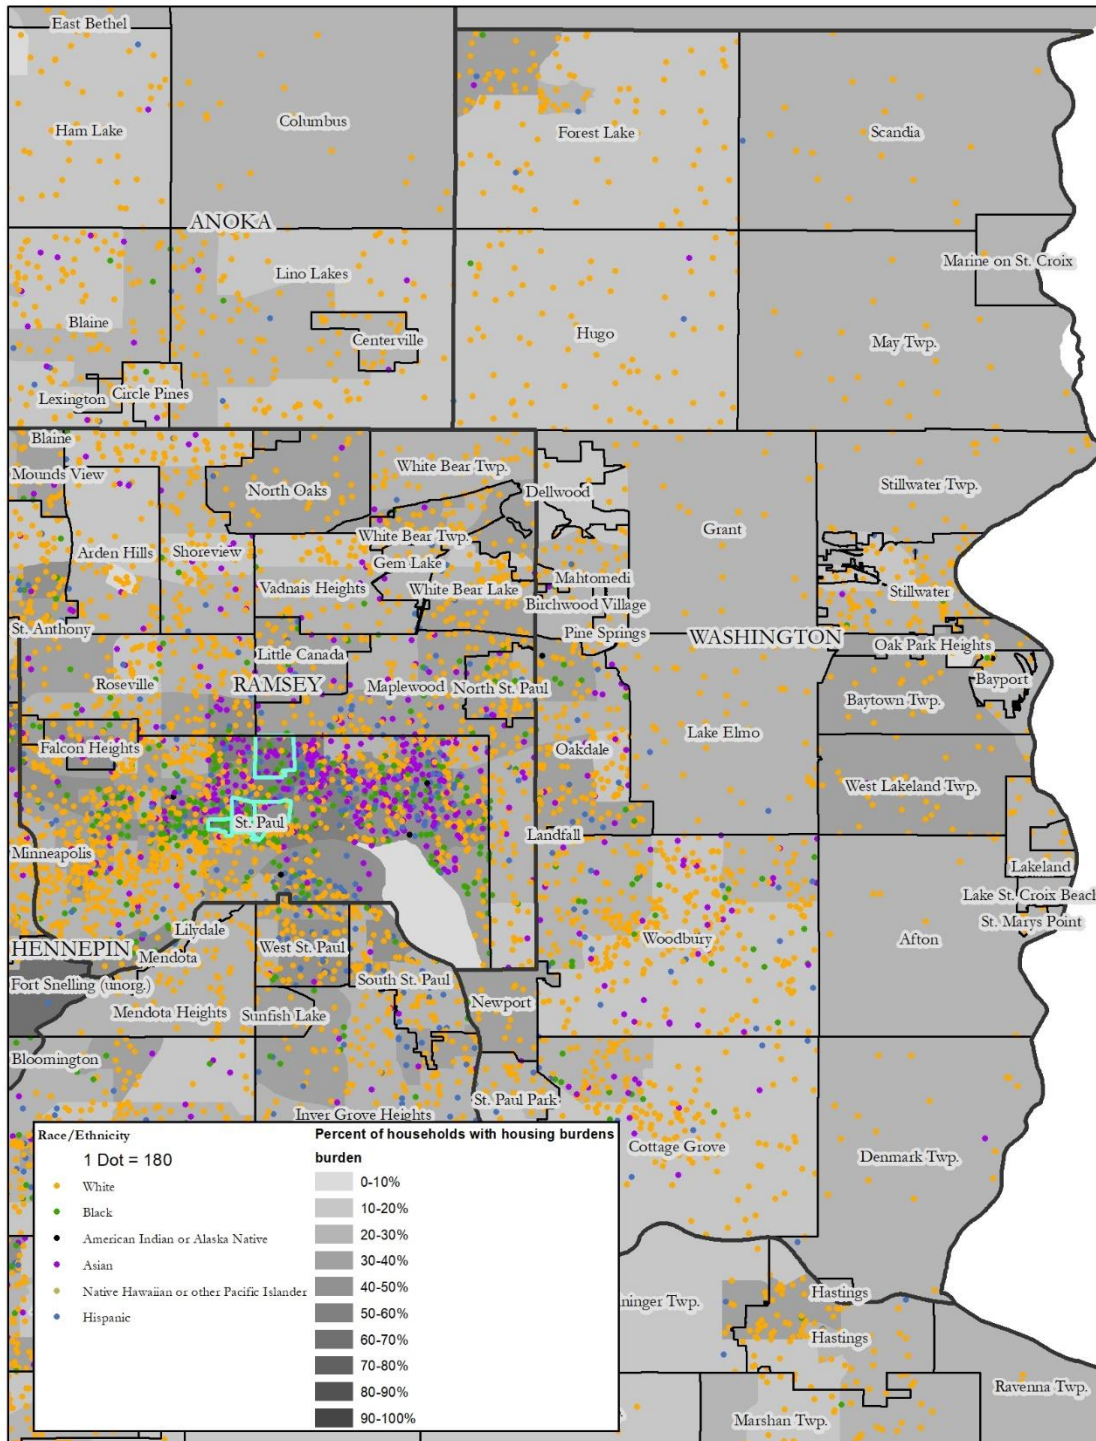 East Bethel
Ham Lake
Columbus
Forest Lake
Scandia
ANOKA
Marine on St. Croix
Lino Lakes
Blaine
Centerville
Hugo
May Twp.
Lexington
Circle Pines
Blaine
Mounds View
North Oaks
White Bear Twp.
Dellwood
Stillwater Twp.
Grant
White Bear Twp.
Arden Hills
Shoreview
Gem Lake
Vadnais Heights
White Bear Lake
Mahtomedi
Birchwood Village
Stillwater
St. Anthony
Pine Springs
WASHINGTON
Oak Park Heights
Little Canada
Roseville
RAMSEY
Maplewood
North St. Paul
Bayport
Baytown Twp.
Lake Elmo
Falcon Heights
Oakdale
West Lakeland Twp.
St. Paul
Landfall
Minneapolis
Lakeland
Lake St. Croix Beach
St. Marys Point
Lilydale
HENNEPIN
Mendota
West St. Paul
Woodbury
Afton
Fort Snelling (unorg.)
South St. Paul
Newport
Mendota Heights
Sunfish Lake
Bloomington
St. Paul Park
Inver Grove Heights
Cottage Grove
Denmark Twp.
Race/Ethnicity
1 Dot = 180
White
Black
American Indian or Alaska Native
Asian
Native Hawaiian or other Pacific Islander
Hispanic
Percent of households with housing burdens
burden
0-10%
10-20%
20-30%
30-40%
40-50%
50-60%
60-70%
70-80%
80-90%
90-100%
ninger Twp.
Hastings
Hastings
Ravenna Twp.
Marshan Twp.